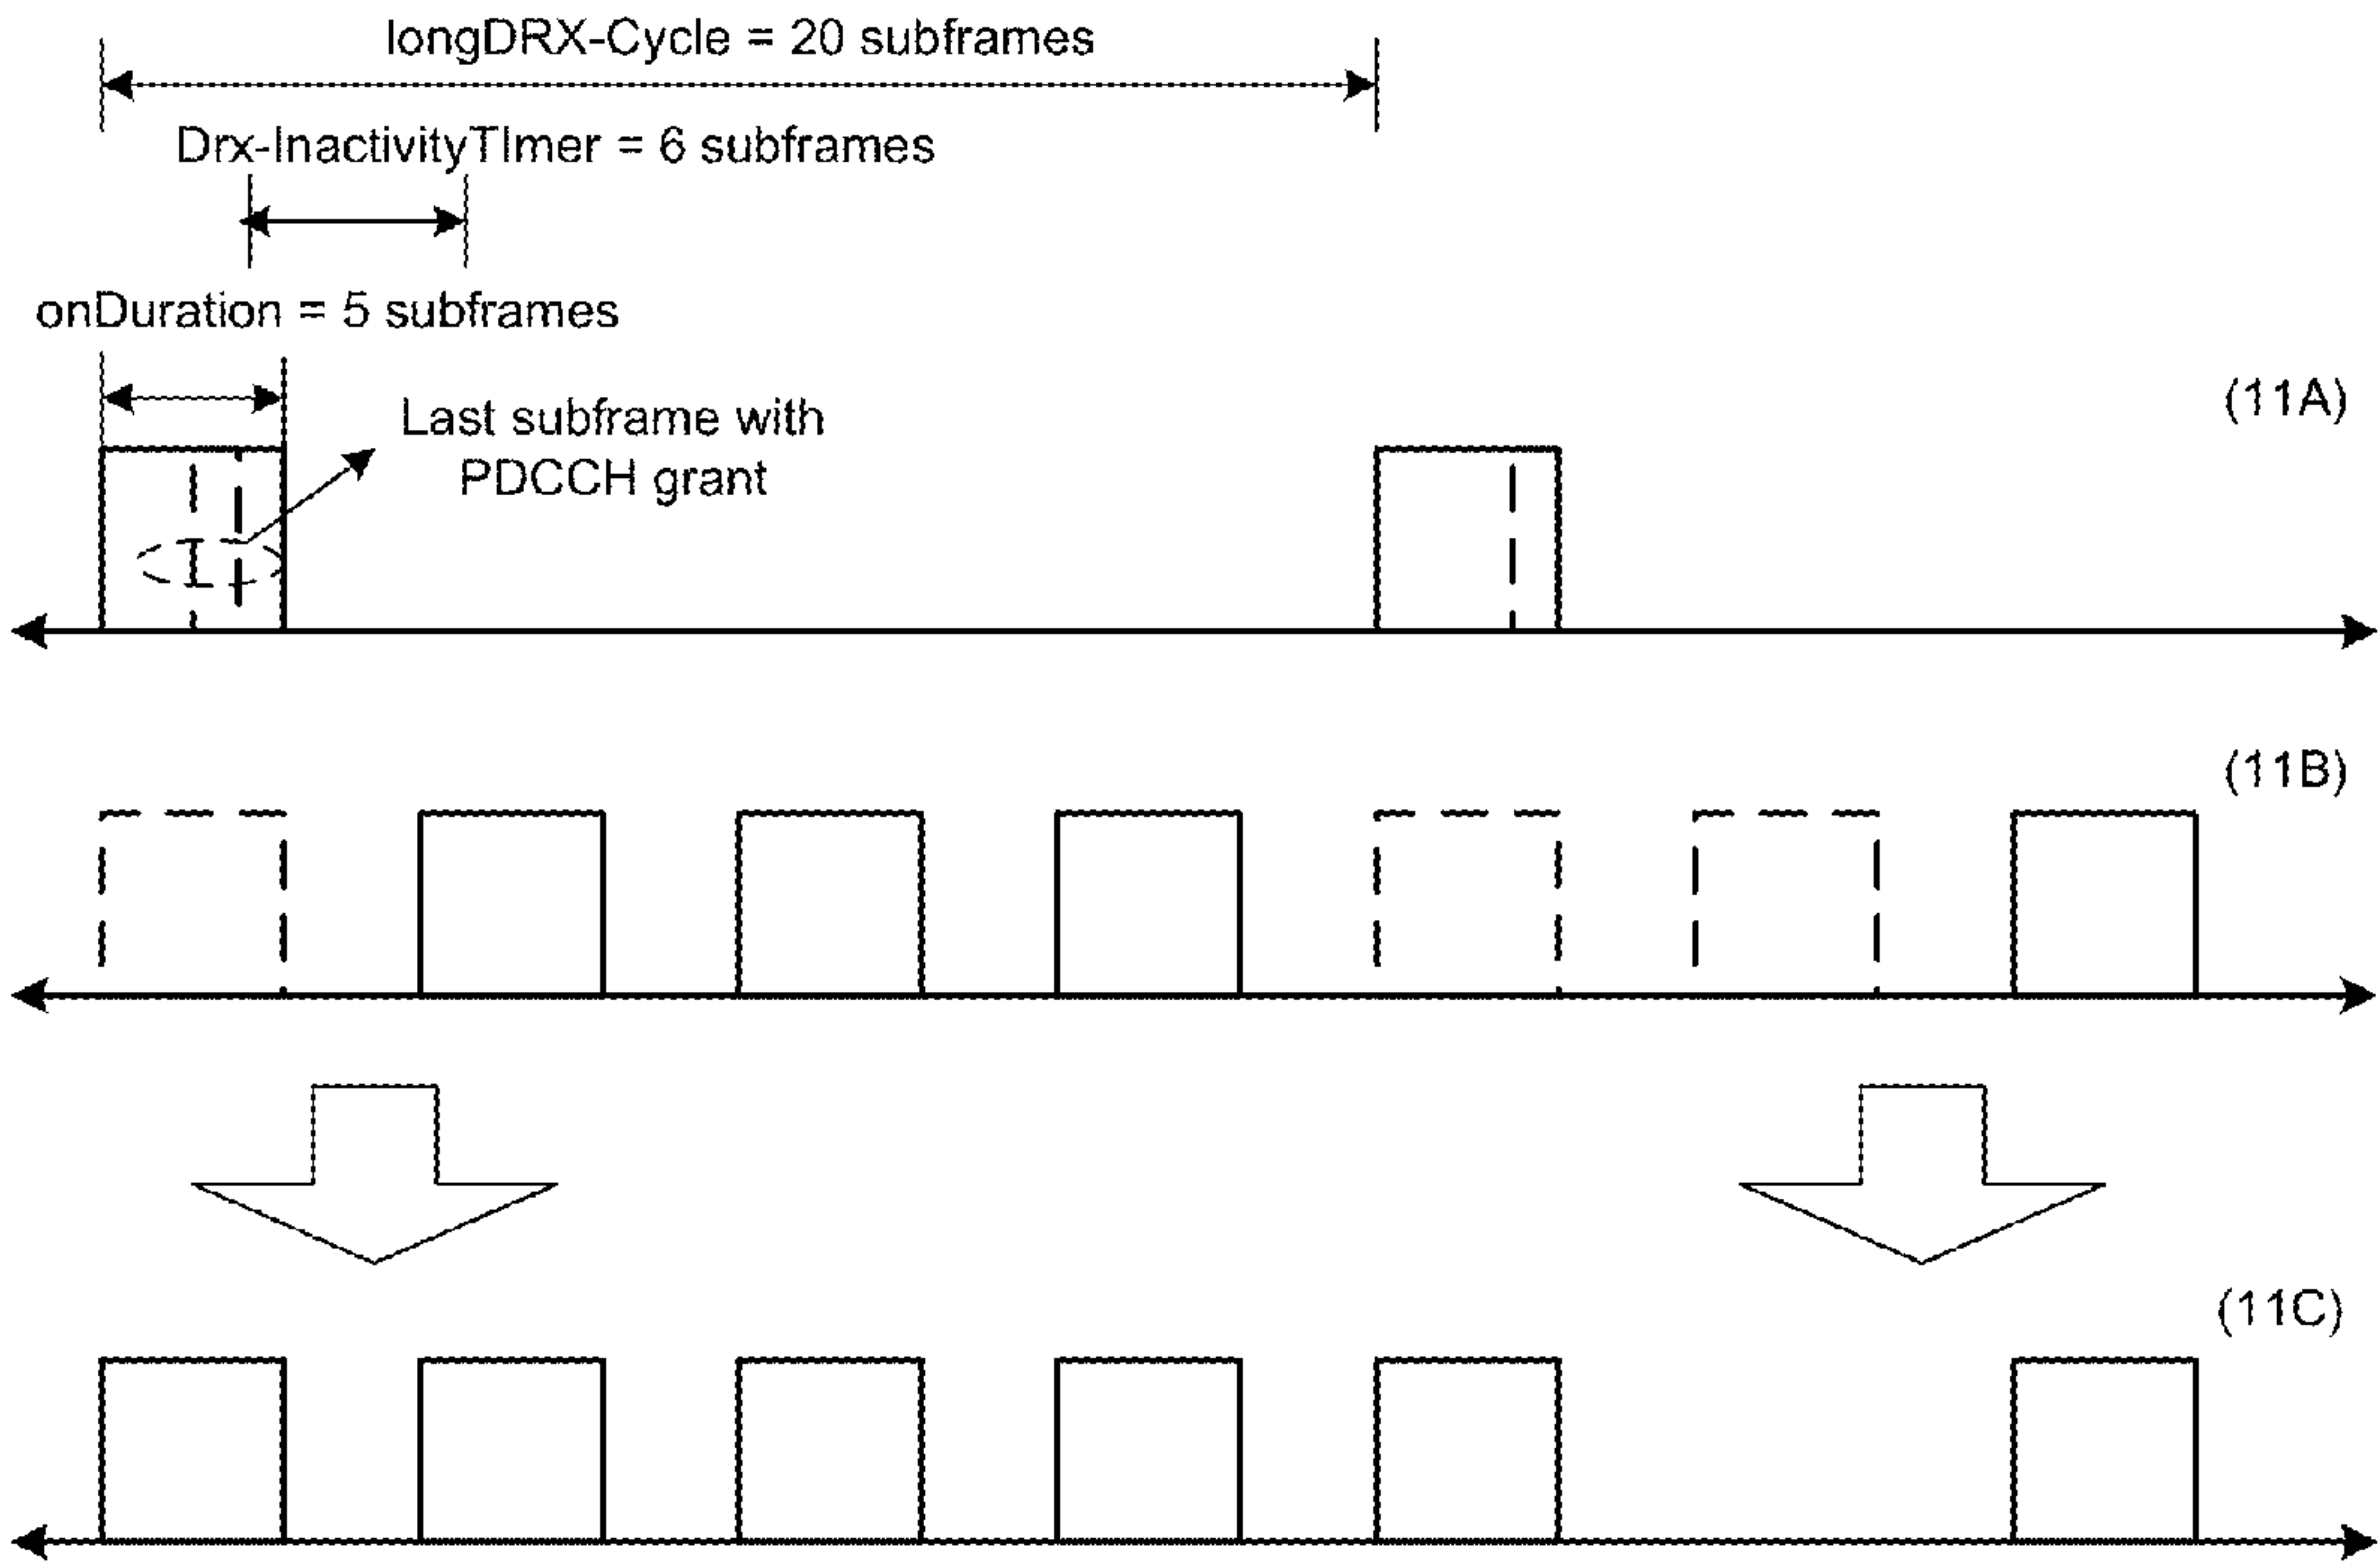 longDRX-Cycle = 20 subframes
Drx-InactivityTImer = 6 subframes
onDuration = 5 subframes
Last subframe with
PDCCH grant
(11A)
(11B)
(11C)